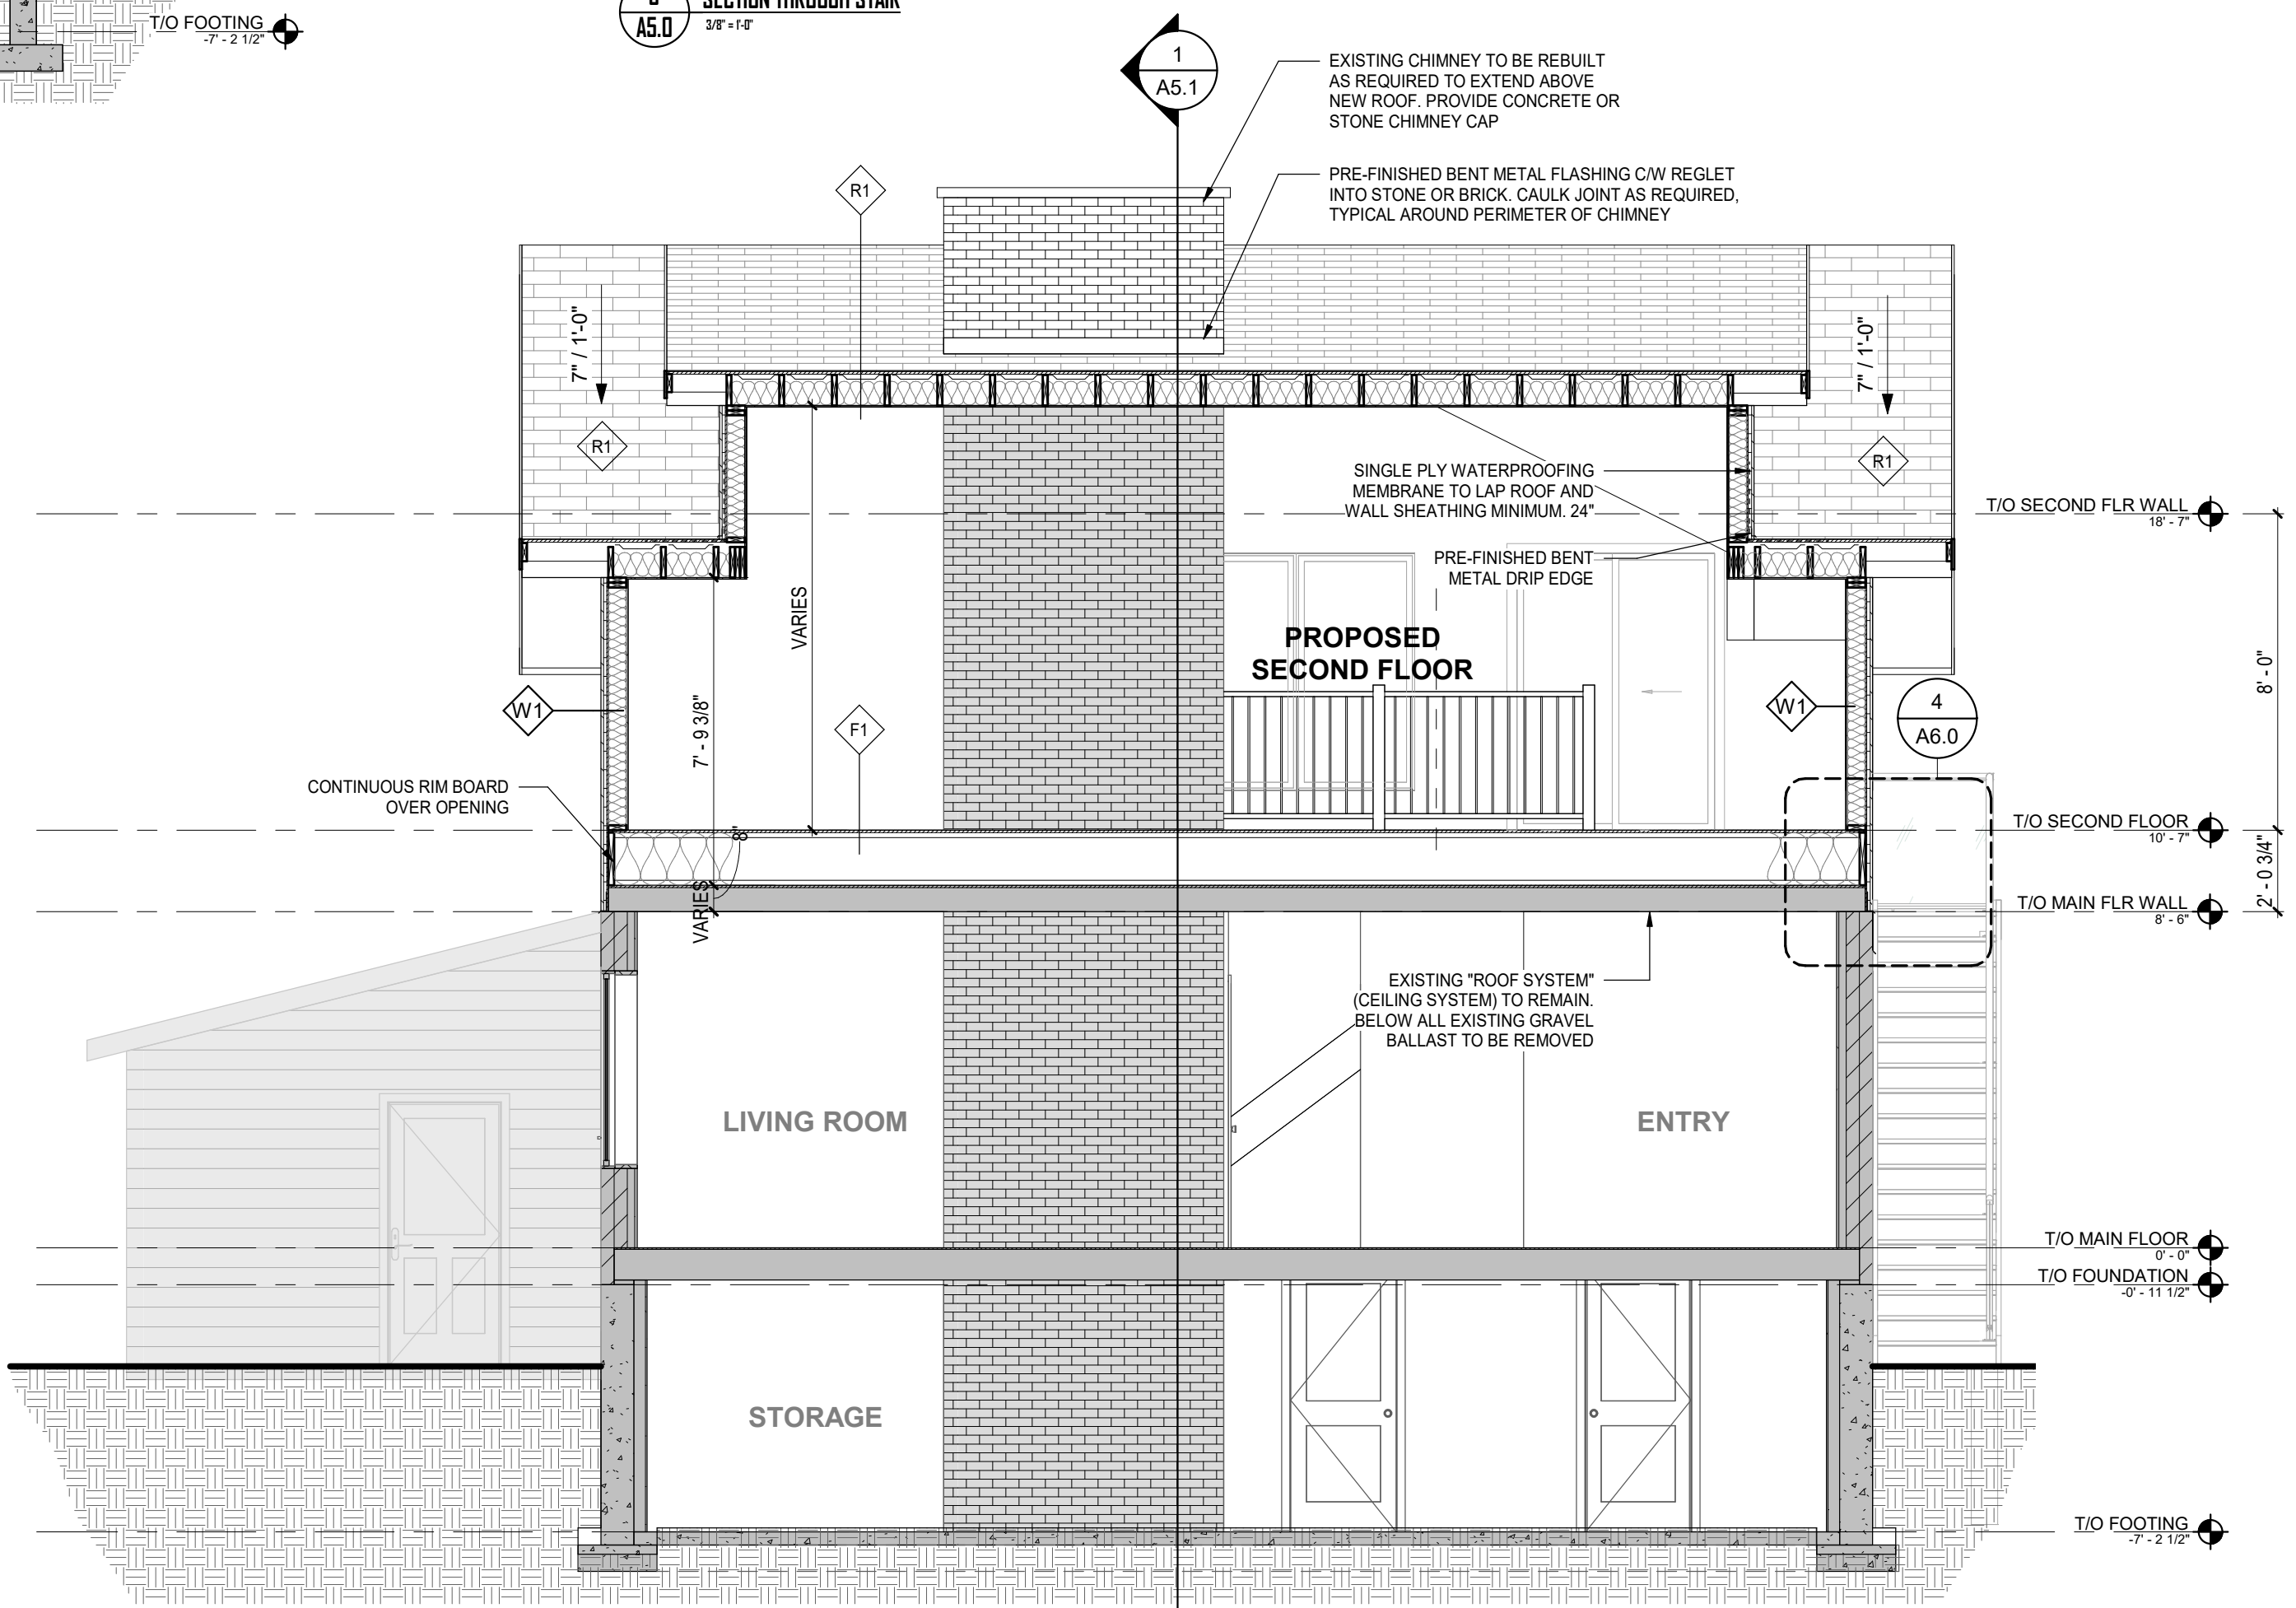 T/O FOOTING
-7' - 2 1/2"
A5.0
SECTION THROUGH STAIR
3/8" = 1'-0"
1
A5.1
EXISTING CHIMNEY TO BE REBUILT
AS REQUIRED TO EXTEND ABOVE
NEW ROOF. PROVIDE CONCRETE OR
STONE CHIMNEY CAP
PRE-FINISHED BENT METAL FLASHING C/W REGLET
INTO STONE OR BRICK. CAULK JOINT AS REQUIRED,
TYPICAL AROUND PERIMETER OF CHIMNEY
R1
7" / 1'-0"
7" / 1'-0"
R1
R1
SINGLE PLY WATERPROOFING
MEMBRANE TO LAP ROOF AND
WALL SHEATHING MINIMUM. 24"
T/O SECOND FLR WALL
18' - 7"
PRE-FINISHED BENT
METAL DRIP EDGE
VARIES
PROPOSED
SECOND FLOOR
8' - 0"
W1
7' - 9 3/8"
F1
W1
4
A6.0
CONTINUOUS RIM BOARD
OVER OPENING
8"
T/O SECOND FLOOR
10' - 7"
2' - 0 3/4"
VARIES
T/O MAIN FLR WALL
8' - 6"
EXISTING "ROOF SYSTEM"
(CEILING SYSTEM) TO REMAIN.
BELOW ALL EXISTING GRAVEL
BALLAST TO BE REMOVED
LIVING ROOM
ENTRY
T/O MAIN FLOOR
0' - 0"
T/O FOUNDATION
-0' - 11 1/2"
STORAGE
T/O FOOTING
-7' - 2 1/2"